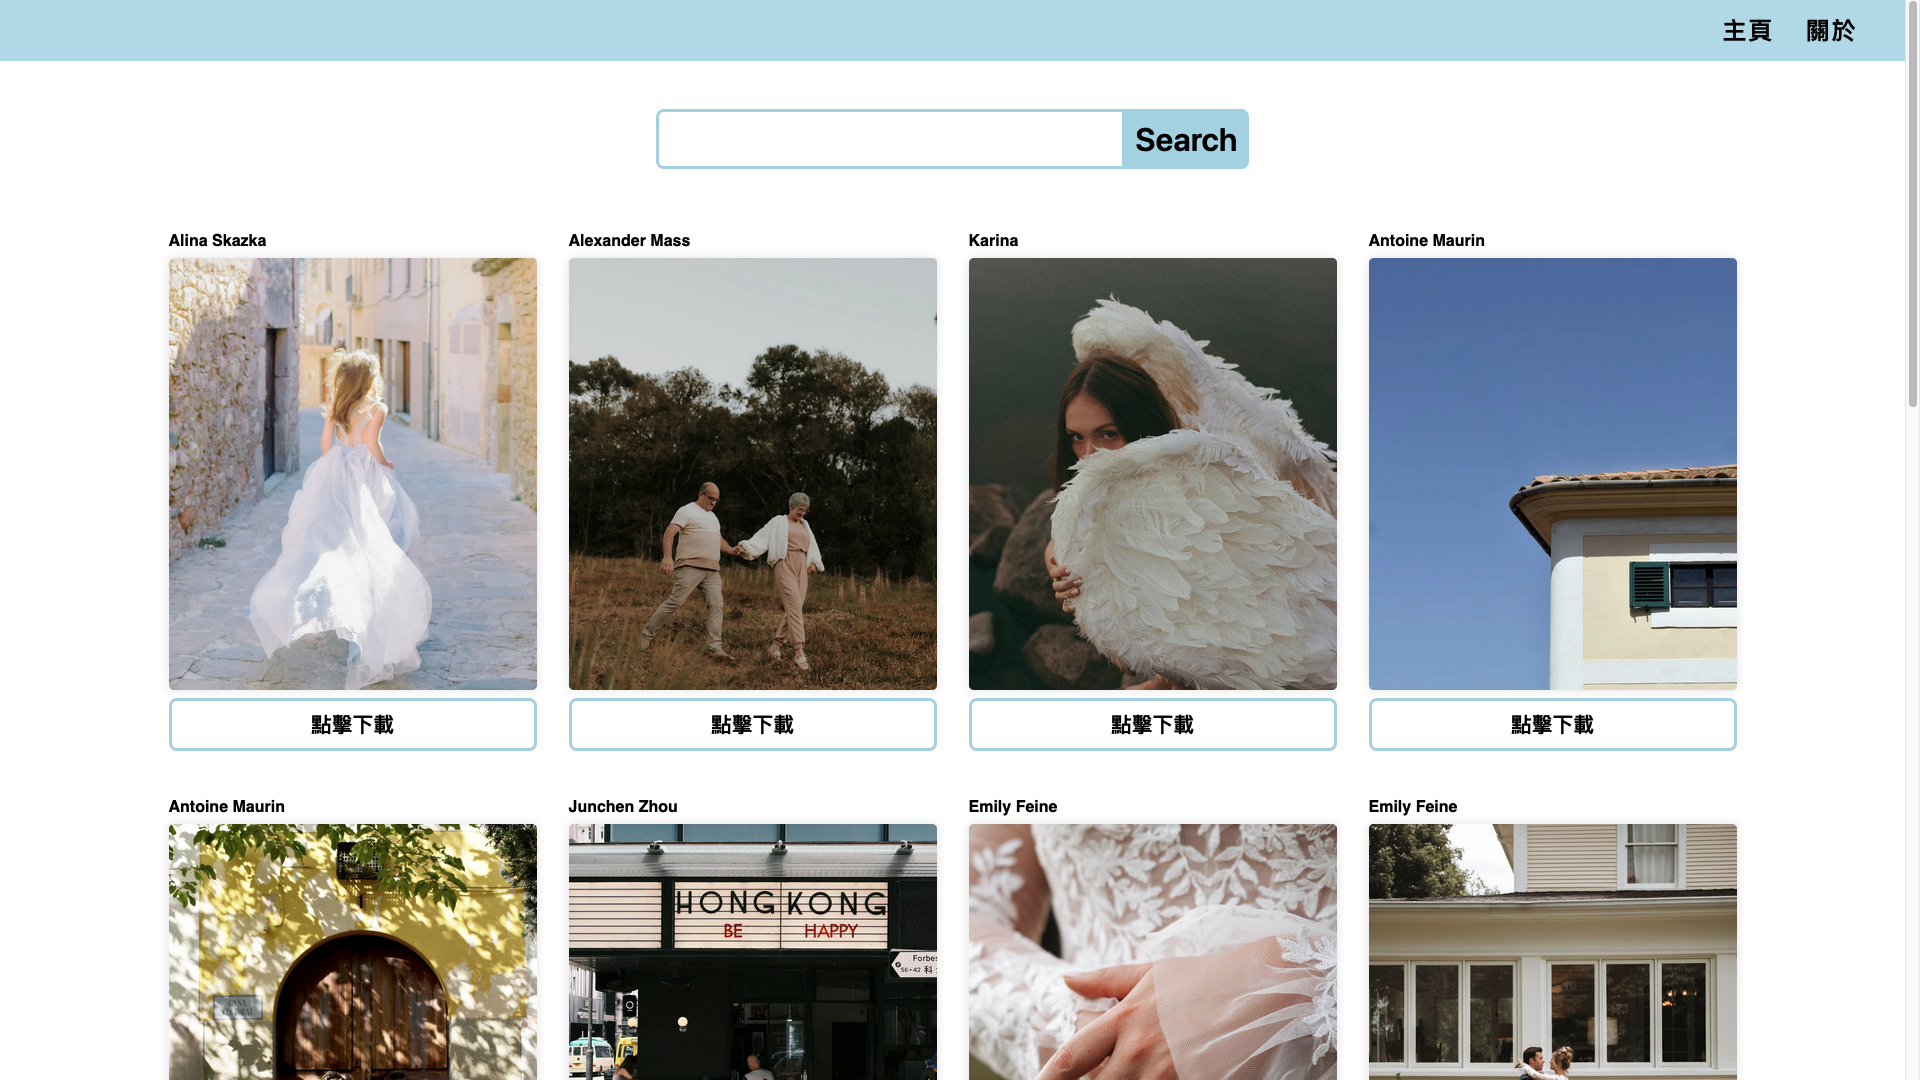 主頁 關於
Search
Alina Skazka
Alexander Mass
Karina
Antoine Maurin
點擊下載
點擊下載
點擊下載
點擊下載
Antoine Maurin
Junchen Zhou
Emily Feine
Emily Feine
HONG KONG
BE HAPPY
Forbes
56-42 科